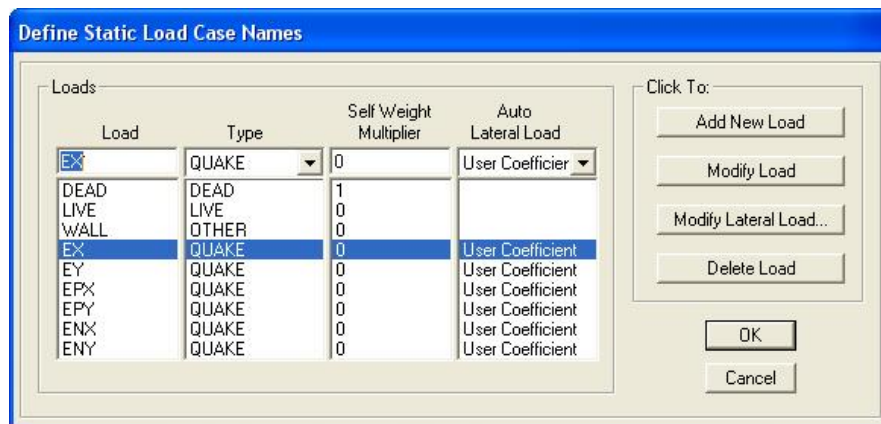 Define Static Load Case Names
Loads
Load Type Self Weight Multiplier Auto Lateral Load
EX QUAKE 0 User Coefficier
DEAD DEAD 1
LIVE LIVE 0
WALL OTHER 0
EX QUAKE 0 User Coefficient
EY QUAKE 0 User Coefficient
EPX QUAKE 0 User Coefficient
EPY QUAKE 0 User Coefficient
ENX QUAKE 0 User Coefficient
ENY QUAKE 0 User Coefficient
Click To:
Add New Load
Modify Load
Modify Lateral Load...
Delete Load
OK
Cancel